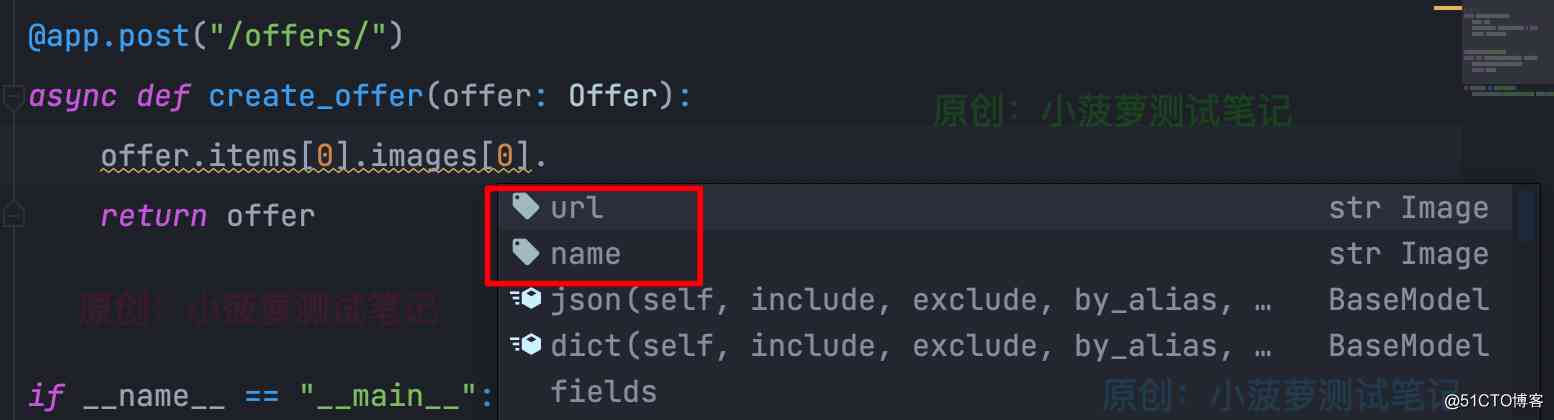 @app.post("/offers/")
async def create_offer(offer: Offer):
原创：小菠萝测试笔记
offer.items[0].images[0].
return offer
url str Image
name str Image
json(self, include, exclude, by_alias, … BaseModel
原创：小菠萝测试笔记
dict(self, include, exclude, by_alias, … BaseModel
fields
原创：小菠萝测试笔记
if __name__ == "__main__":
@51CTO博客